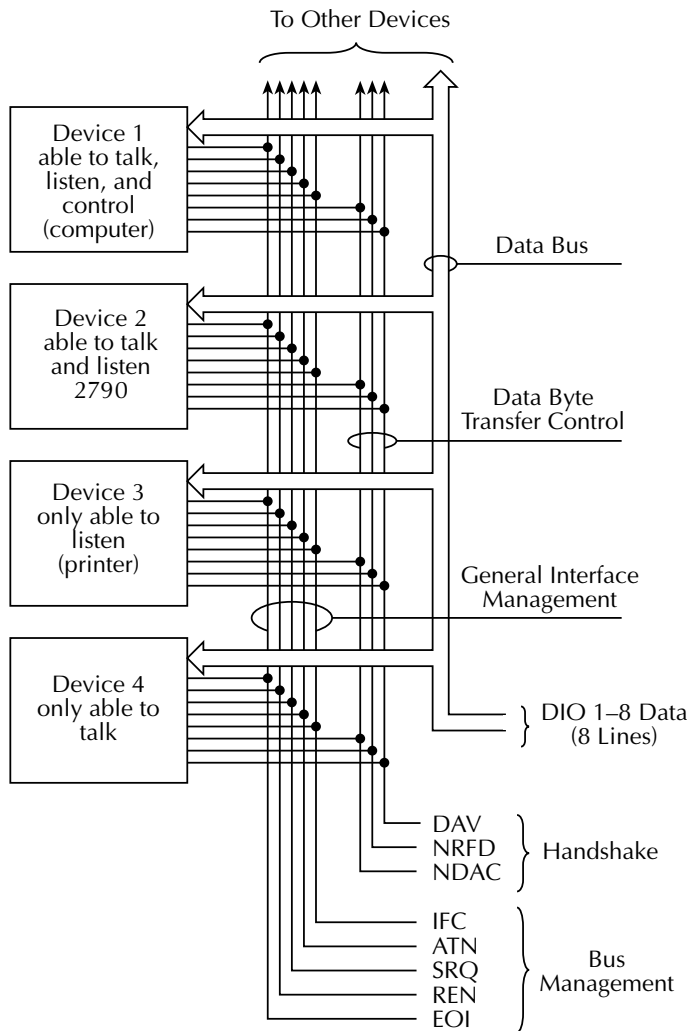 To Other Devices
Device 1
able to talk,
listen, and
control
(computer)
Data Bus
Device 2
able to talk
and listen
2790
Data Byte
Transfer Control
Device 3
only able to
listen
(printer)
General Interface
Management
Device 4
only able to
talk
DIO 1–8 Data
(8 Lines)
DAV
NRFD
NDAC
Handshake
IFC
ATN
SRQ
REN
EOI
Bus
Management